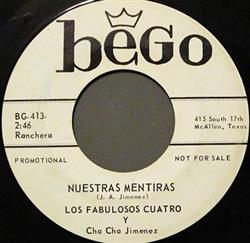 bego
BG-413-
2:46
Ranchera
415 South 17th
McAllen, Texas
PROMOTIONAL
NOT FOR SALE
NUESTRAS MENTIRAS
(J. A. Jimenez)
LOS FABULOSOS CUATRO
Y
Cha Cha Jimenez